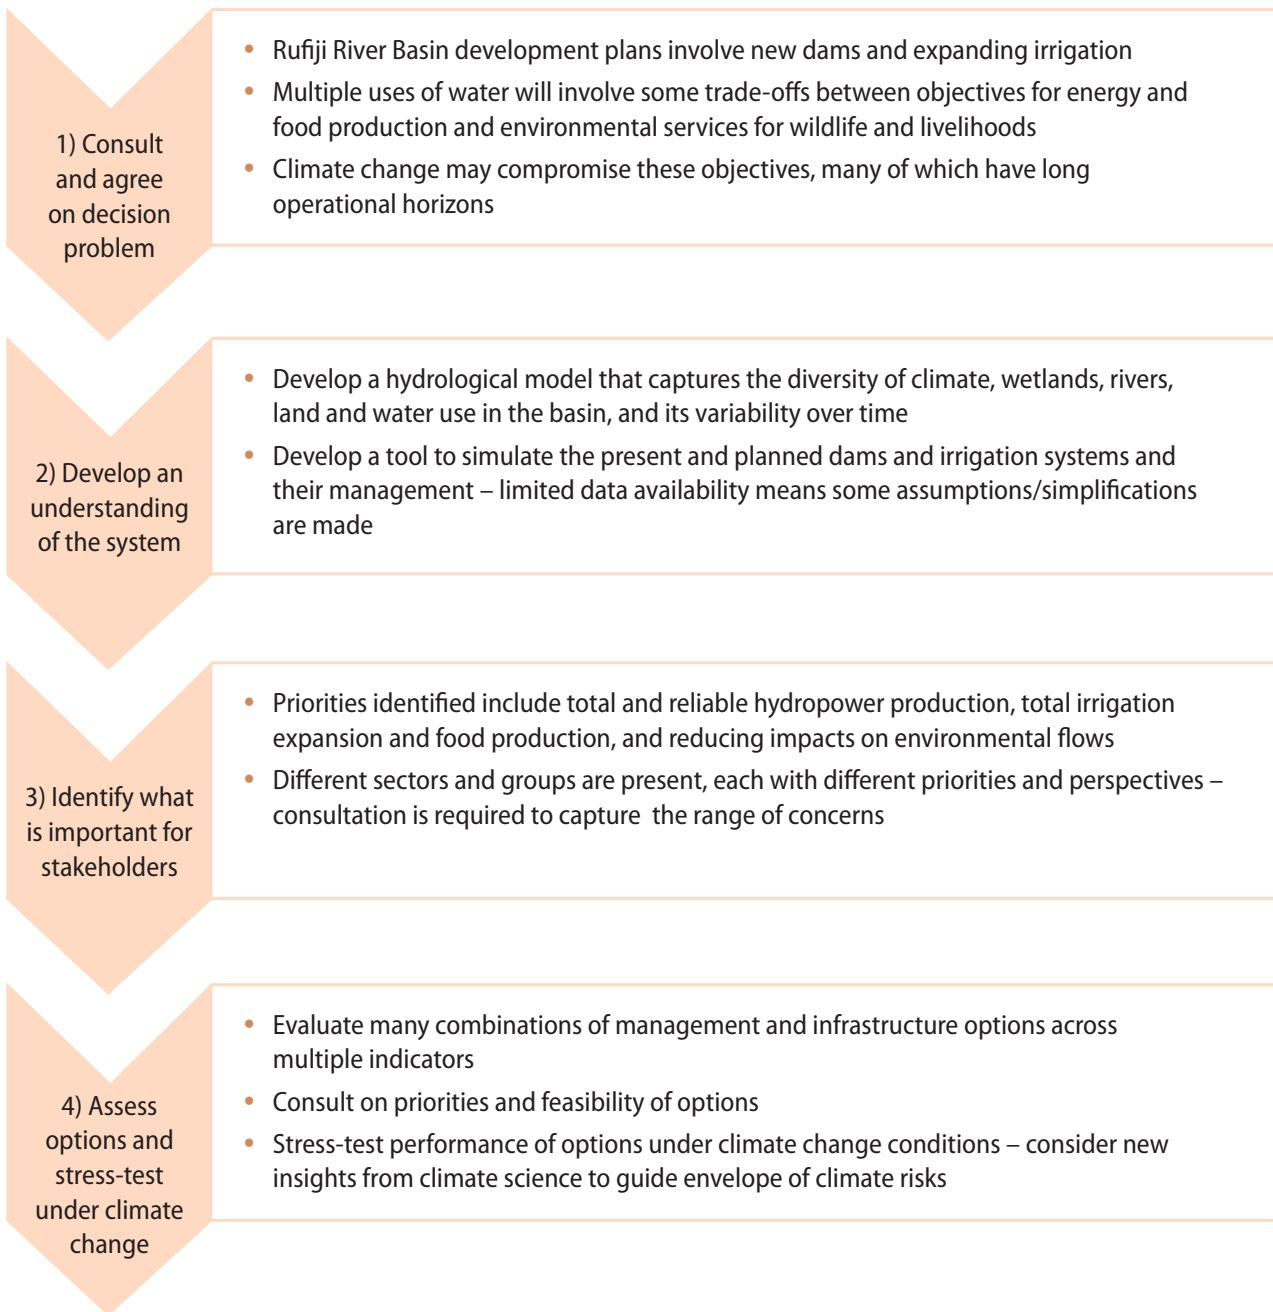 1) Consult
and agree
on decision
problem
• Rufiji River Basin development plans involve new dams and expanding irrigation
• Multiple uses of water will involve some trade-offs between objectives for energy and
food production and environmental services for wildlife and livelihoods
• Climate change may compromise these objectives, many of which have long
operational horizons
2) Develop an
understanding
of the system
• Develop a hydrological model that captures the diversity of climate, wetlands, rivers,
land and water use in the basin, and its variability over time
• Develop a tool to simulate the present and planned dams and irrigation systems and
their management – limited data availability means some assumptions/simplifications
are made
3) Identify what
is important for
stakeholders
• Priorities identified include total and reliable hydropower production, total irrigation
expansion and food production, and reducing impacts on environmental flows
• Different sectors and groups are present, each with different priorities and perspectives –
consultation is required to capture the range of concerns
4) Assess
options and
stress-test
under climate
change
• Evaluate many combinations of management and infrastructure options across
multiple indicators
• Consult on priorities and feasibility of options
• Stress-test performance of options under climate change conditions – consider new
insights from climate science to guide envelope of climate risks